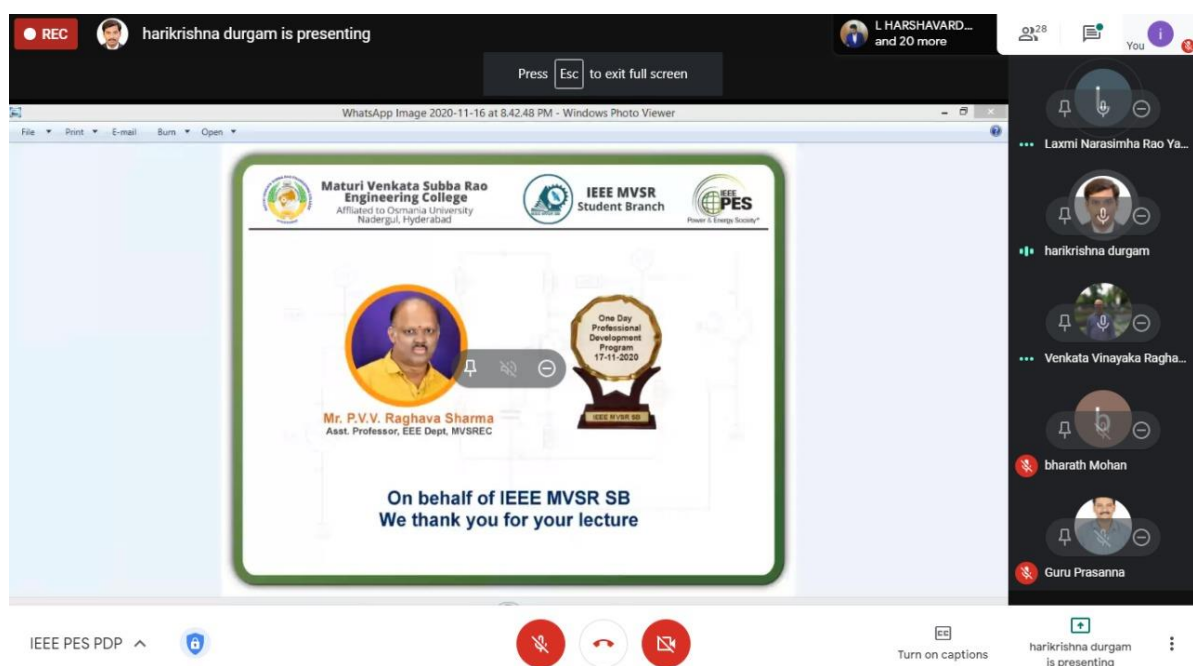 REC
harikrishna durgam is presenting
L HARSHAVARD...
and 20 more
28
You
i
Press Esc to exit full screen
WhatsApp Image 2020-11-16 at 8.42.48 PM - Windows Photo Viewer
File Print E-mail Burn Open
Maturi Venkata Subba Rao
Engineering College
Affliated to Osmania University
Nadergul, Hyderabad
IEEE MVSR
Student Branch
IEEE
PES
Power & Energy Society
One Day
Professional
Development
Program
17-11-2020
IEEE MVSR SB
Mr. P.V.V. Raghava Sharma
Asst. Professor, EEE Dept, MVSREC
On behalf of IEEE MVSR SB
We thank you for your lecture
Laxmi Narasimha Rao Ya...
harikrishna durgam
Venkata Vinayaka Ragha...
b
bharath Mohan
Guru Prasanna
IEEE PES PDP
CC
Turn on captions
harikrishna durgam
is presenting